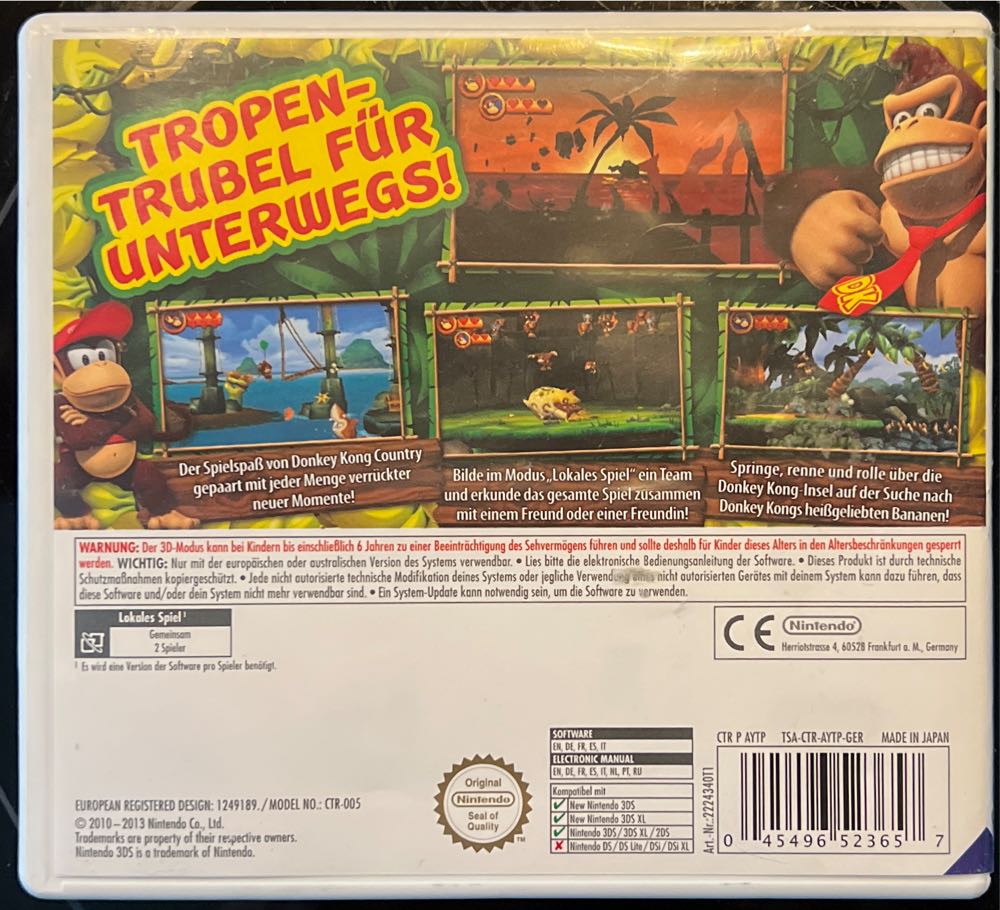 TROPEN-
TRUBEL FÜR
UNTERWEGS!
DK
Der Spielspaß von Donkey Kong Country
gepaart mit jeder Menge verrückter
neuer Momente!
Bilde im Modus „Lokales Spiel“ ein Team
und erkunde das gesamte Spiel zusammen
mit einem Freund oder einer Freundin!
Springe, renne und rolle über die
Donkey Kong-Insel auf der Suche nach
Donkey Kongs heißgeliebten Bananen!
WARNUNG: Der 3D-Modus kann bei Kindern bis einschließlich 6 Jahren zu einer Beeinträchtigung des Sehvermögens führen und sollte deshalb für Kinder dieses Alters in den Altersbeschränkungen gesperrt
werden. WICHTIG: Nur mit der europäischen oder australischen Version des Systems verwendbar. • Lies bitte die elektronische Bedienungsanleitung der Software. • Dieses Produkt ist durch technische
Schutzmaßnahmen kopiergeschützt. • Jede nicht autorisierte technische Modifikation deines Systems oder jegliche Verwendung eines nicht autorisierten Gerätes mit deinem System kann dazu führen, dass
diese Software und/oder dein System nicht mehr verwendbar sind. • Ein System-Update kann notwendig sein, um die Software zu verwenden.
Lokales Spiel¹
Gemeinsam
2 Spieler
¹ Es wird eine Version der Software pro Spieler benötigt.
CE Nintendo
Herriotstrasse 4, 60528 Frankfurt a. M., Germany
EUROPEAN REGISTERED DESIGN: 1249189. / MODEL NO.: CTR-005
© 2010–2013 Nintendo Co., Ltd.
Trademarks are property of their respective owners.
Nintendo 3DS is a trademark of Nintendo.
Original
Nintendo
Seal of
Quality
TM
SOFTWARE
EN, DE, FR, ES, IT
ELECTRONIC MANUAL
EN, DE, FR, ES, IT, NL, PT, RU
Kompatibel mit
New Nintendo 3DS
New Nintendo 3DS XL
Nintendo 3DS/3DS XL/2DS
Nintendo DS/DS Lite/DSi/DSi XL
Art.-Nr.:2224340T1
CTR P AYTP TSA-CTR-AYTP-GER MADE IN JAPAN
0 45496 52365 7